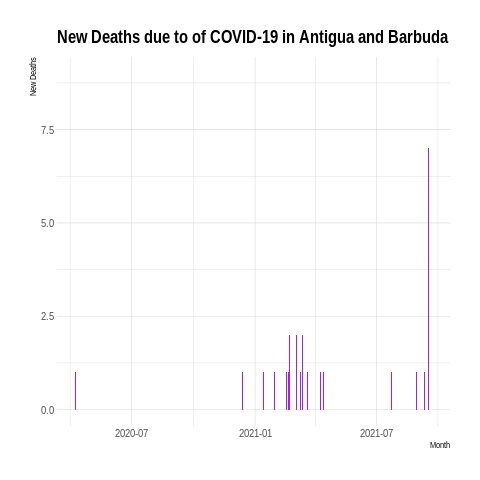 New Deaths due to of COVID-19 in Antigua and Barbuda
New Deaths
7.5
5.0
2.5
0.0
2020-07
2021-01
2021-07
Month